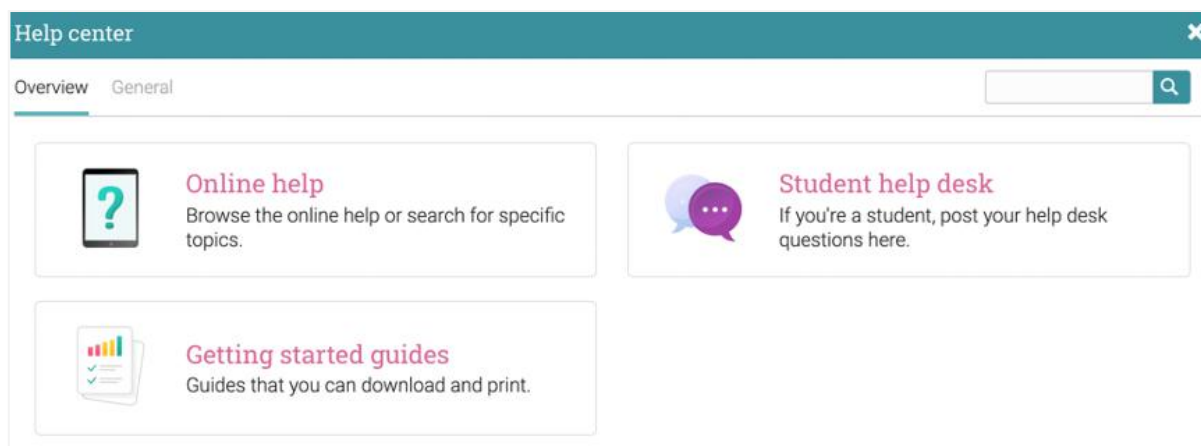 Help center
Overview General
Online help
Browse the online help or search for specific
topics.
Student help desk
If you're a student, post your help desk
questions here.
Getting started guides
Guides that you can download and print.